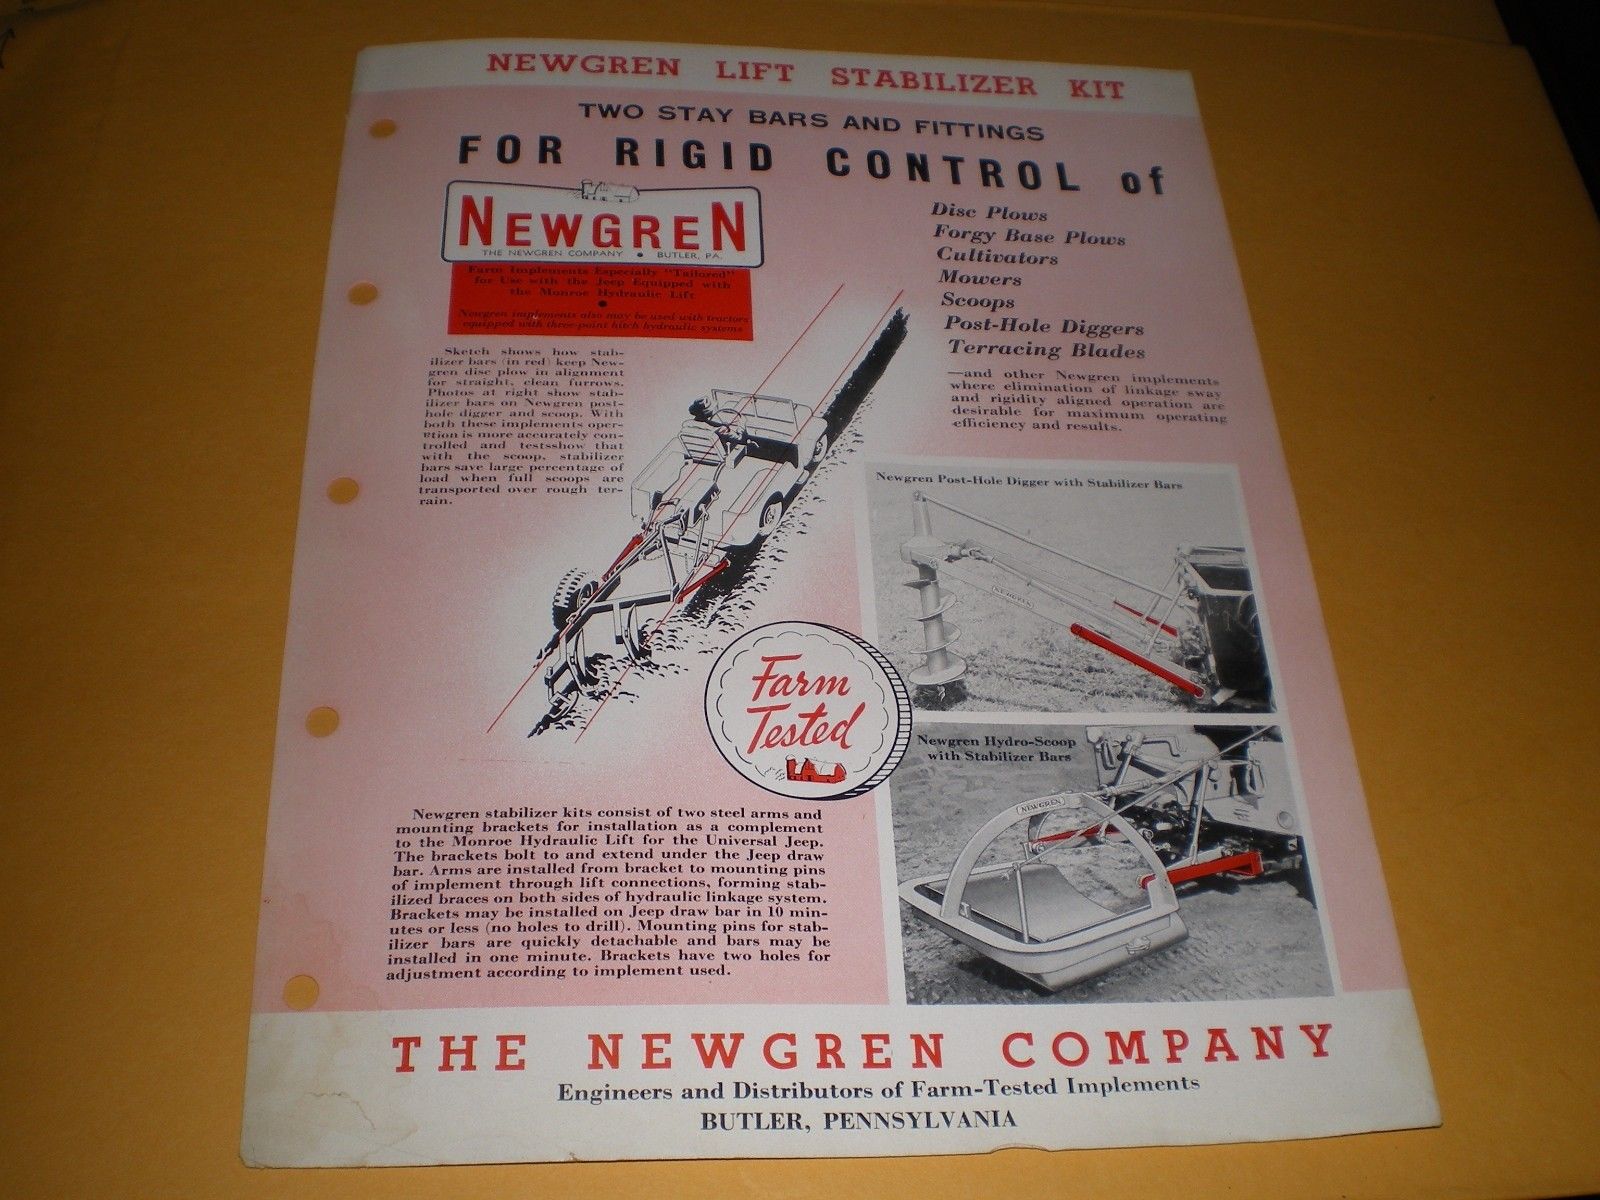 NEWGREN LIFT STABILIZER KIT
TWO STAY BARS AND FITTINGS
FOR RIGID CONTROL of
NEWGREN
THE NEWGREN COMPANY • BUTLER, PA.
Farm Implements Especially "Tailored"
for Use with the Jeep Equipped with
the Monroe Hydraulic Lift
•
Newgren implements also may be used with tractors
equipped with three-point hitch hydraulic systems
Disc Plows
Forgy Base Plows
Cultivators
Mowers
Scoops
Post-Hole Diggers
Terracing Blades
—and other Newgren implements
where elimination of linkage sway
and rigidity aligned operation are
desirable for maximum operating
efficiency and results.
Sketch shows how stab-
ilizer bars (in red) keep New-
gren disc plow in alignment
for straight, clean furrows.
Photos at right show stab-
ilizer bars on Newgren post-
hole digger and scoop. With
both these implements oper-
ation is more accurately con-
trolled and testsshow that
with the scoop, stabilizer
bars save large percentage of
load when full scoops are
transported over rough ter-
rain.
Newgren Post-Hole Digger with Stabilizer Bars
NEWGREN
Farm
Tested
Newgren Hydro-Scoop
with Stabilizer Bars
NEWGREN
Newgren stabilizer kits consist of two steel arms and
mounting brackets for installation as a complement
to the Monroe Hydraulic Lift for the Universal Jeep.
The brackets bolt to and extend under the Jeep draw
bar. Arms are installed from bracket to mounting pins
of implement through lift connections, forming stab-
ilized braces on both sides of hydraulic linkage system.
Brackets may be installed on Jeep draw bar in 10 min-
utes or less (no holes to drill). Mounting pins for stab-
ilizer bars are quickly detachable and bars may be
installed in one minute. Brackets have two holes for
adjustment according to implement used.
THE NEWGREN COMPANY
Engineers and Distributors of Farm-Tested Implements
BUTLER, PENNSYLVANIA